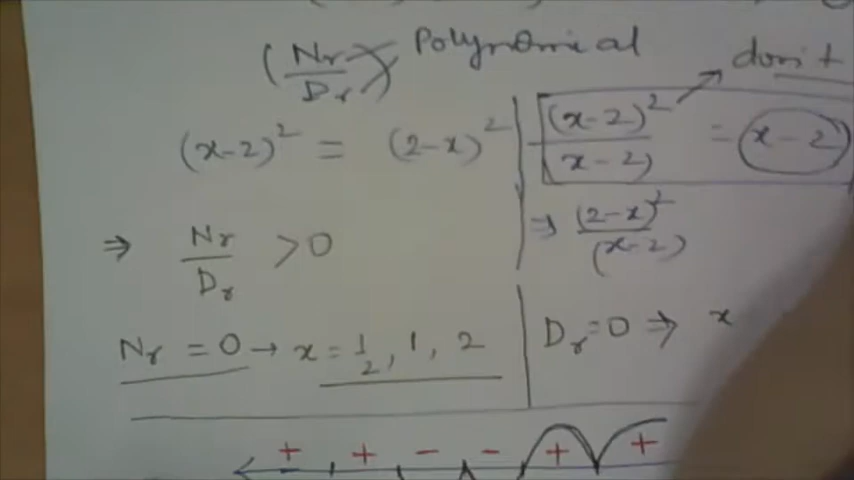 (Nr/Dr) Polynomical don't
(x-2)² = (2-x)² (x-2)²/(x-2) = x-2
⇒ Nr/Dr > 0 ⇒ (2-x)²/(x-2)
Nr = 0 → x = 1/2, 1, 2 Dr = 0 ⇒ x
+ + - - + +